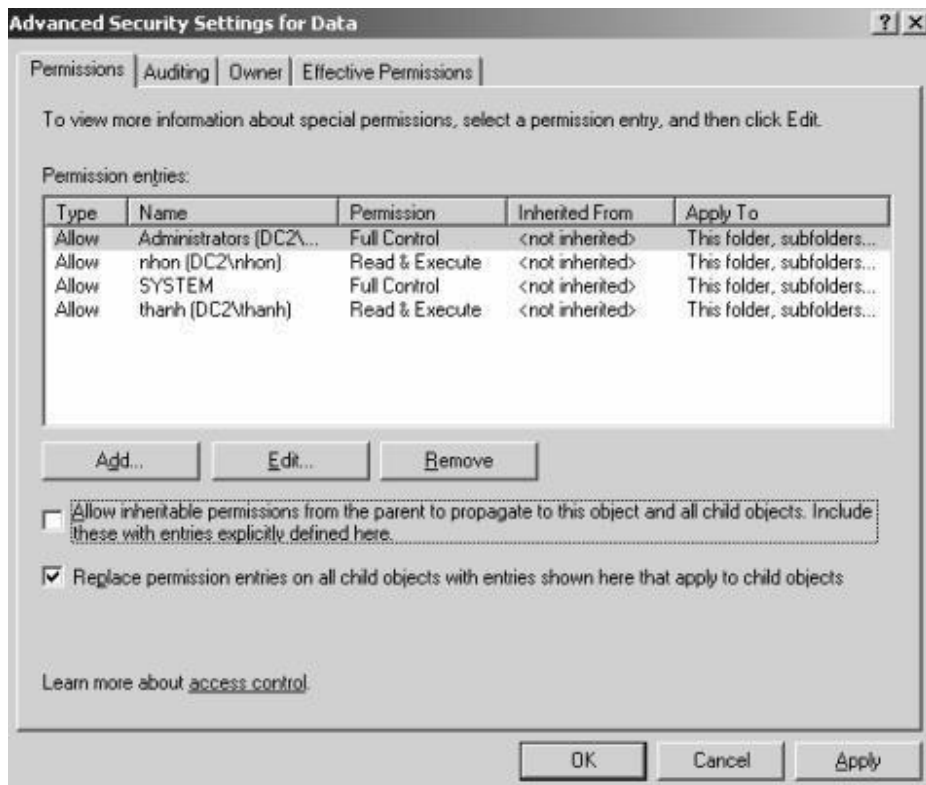 Advanced Security Settings for Data
Permissions Auditing Owner Effective Permissions
To view more information about special permissions, select a permission entry, and then click Edit.
Permission entries:
Type Name Permission Inherited From Apply To
Allow Administrators (DC2\... Full Control <not inherited> This folder, subfolders...
Allow nhon (DC2\nhon) Read & Execute <not inherited> This folder, subfolders...
Allow SYSTEM Full Control <not inherited> This folder, subfolders...
Allow thanh (DC2\thanh) Read & Execute <not inherited> This folder, subfolders...
Add... Edit... Remove
Allow inheritable permissions from the parent to propagate to this object and all child objects. Include
these with entries explicitly defined here.
Replace permission entries on all child objects with entries shown here that apply to child objects
Learn more about access control.
OK Cancel Apply